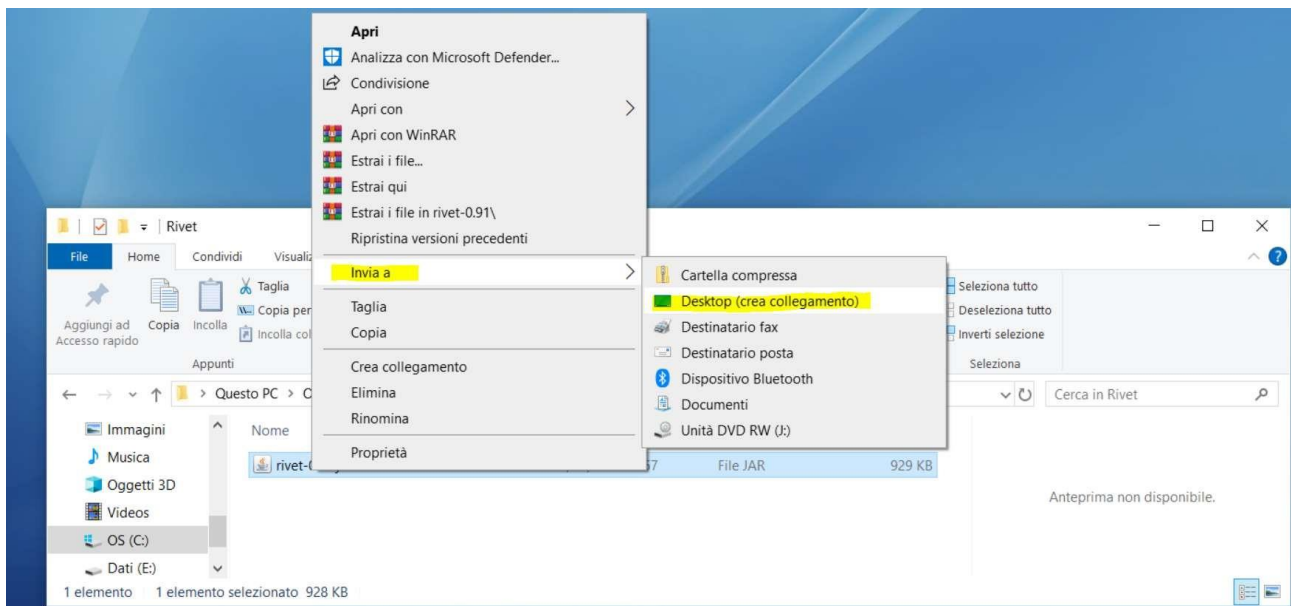 Apri
Analizza con Microsoft Defender...
Condivisione
Apri con
Apri con WinRAR
Estrai i file...
Estrai qui
Estrai i file in rivet-0.91\
Ripristina versioni precedenti
Invia a
Taglia
Copia
Crea collegamento
Elimina
Rinomina
Proprietà
Cartella compressa
Desktop (crea collegamento)
Destinatario fax
Destinatario posta
Dispositivo Bluetooth
Documenti
Unità DVD RW (J:)
Rivet
File Home Condividi
Aggiungi ad
Accesso rapido
Copia
Incolla
Taglia
Copia
Incolla
Appunti
Seleziona tutto
Deseleziona tutto
Inverti selezione
Seleziona
Questo PC
Cerca in Rivet
Immagini
Musica
Oggetti 3D
Videos
OS (C:)
Dati (E:)
Nome
File JAR 929 KB
Anteprima non disponibile.
1 elemento 1 elemento selezionato 928 KB